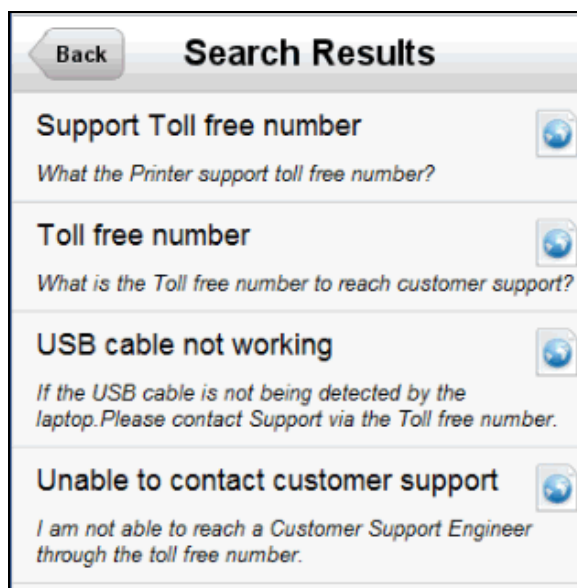 Back
Search Results
Support Toll free number
What the Printer support toll free number?
Toll free number
What is the Toll free number to reach customer support?
USB cable not working
If the USB cable is not being detected by the
laptop.Please contact Support via the Toll free number.
Unable to contact customer support
I am not able to reach a Customer Support Engineer
through the toll free number.